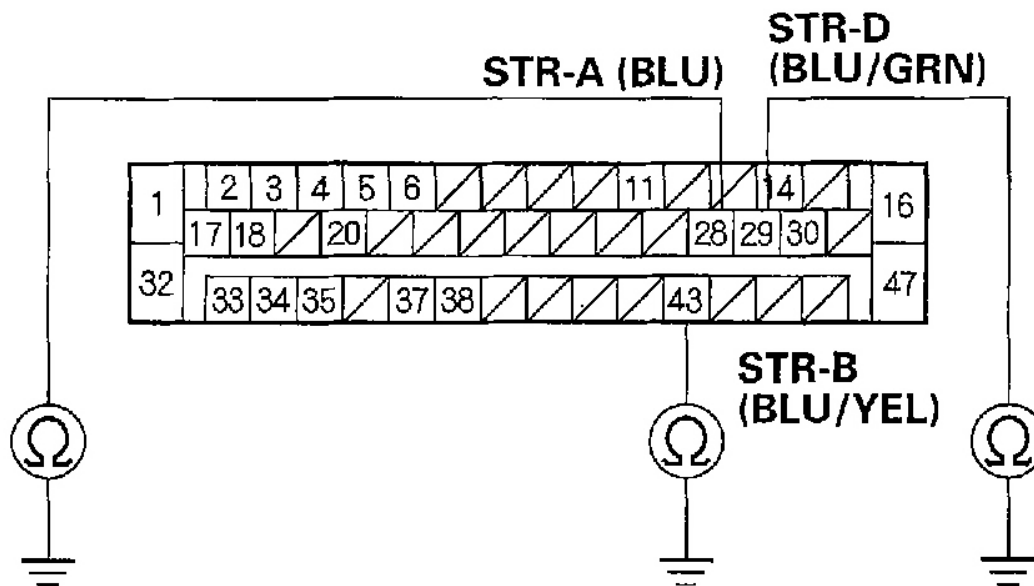 STR-D
STR-A (BLU) (BLU/GRN)
1 2 3 4 5 6 11 14 16
17 18 20 28 29 30
32 33 34 35 37 38 43 47
STR-B
(BLU/YEL)
Ω Ω Ω